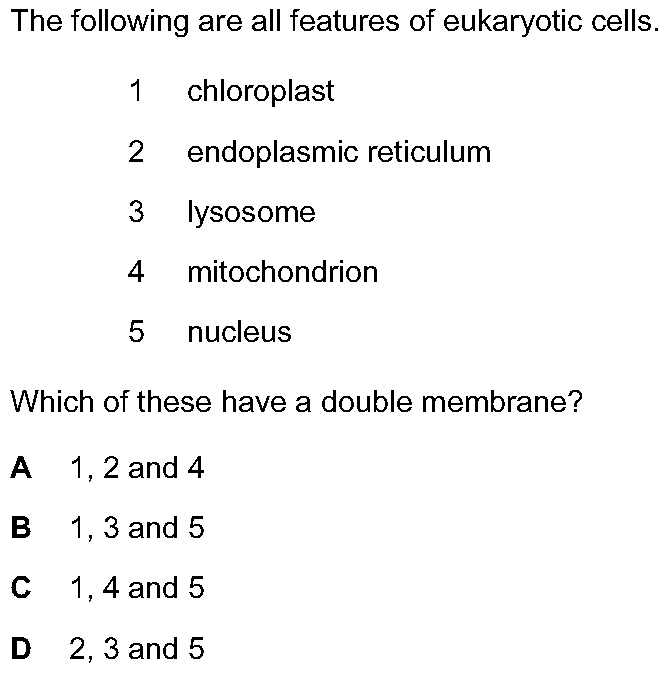 The following are all features of eukaryotic cells.
1 chloroplast
2 endoplasmic reticulum
3 lysosome
4 mitochondrion
5 nucleus
Which of these have a double membrane?
A 1, 2 and 4
B 1, 3 and 5
C 1, 4 and 5
D 2, 3 and 5